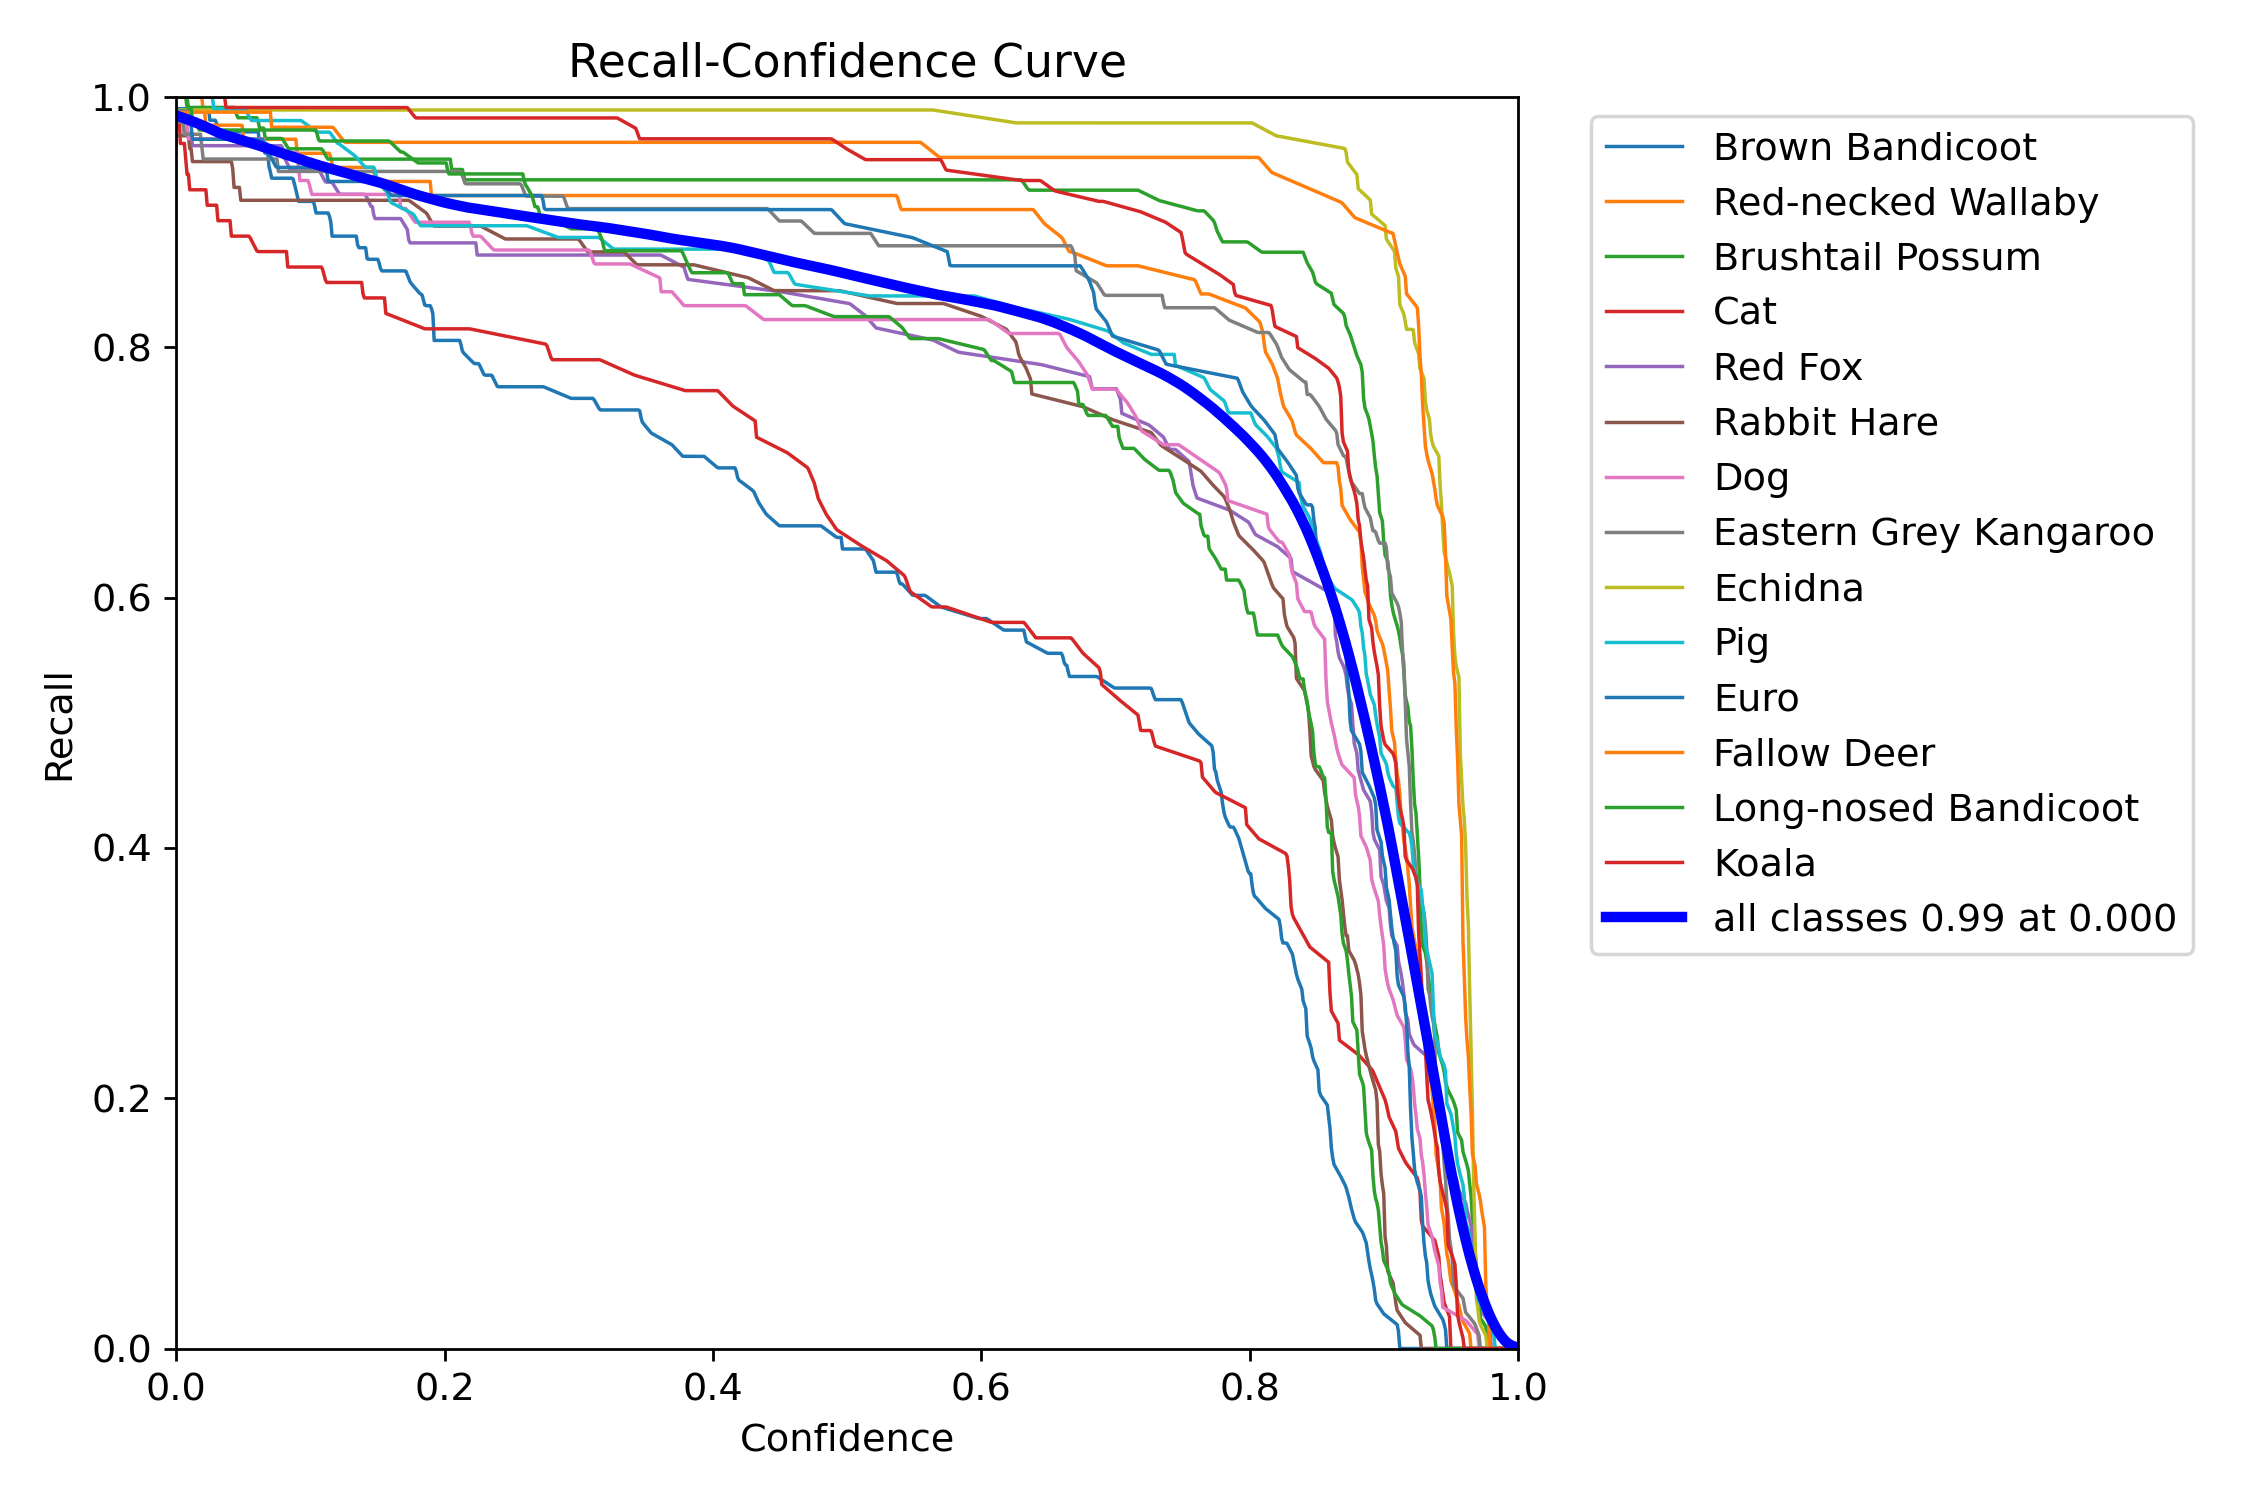 Recall-Confidence Curve
1.0
0.8
0.6
0.4
0.2
0.0
Recall
0.0 0.2 0.4 0.6 0.8 1.0
Confidence
Brown Bandicoot
Red-necked Wallaby
Brushtail Possum
Cat
Red Fox
Rabbit Hare
Dog
Eastern Grey Kangaroo
Echidna
Pig
Euro
Fallow Deer
Long-nosed Bandicoot
Koala
all classes 0.99 at 0.000